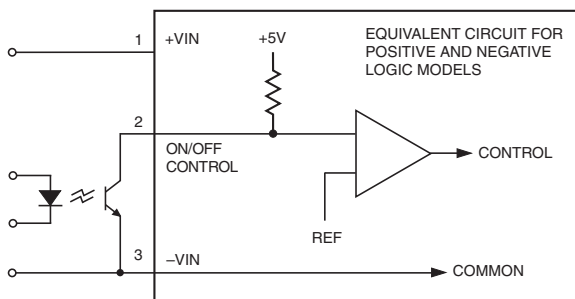 EQUIVALENT CIRCUIT FOR
POSITIVE AND NEGATIVE
LOGIC MODELS
+5V
1
+VIN
2
ON/OFF
CONTROL
CONTROL
REF
3
–VIN
COMMON